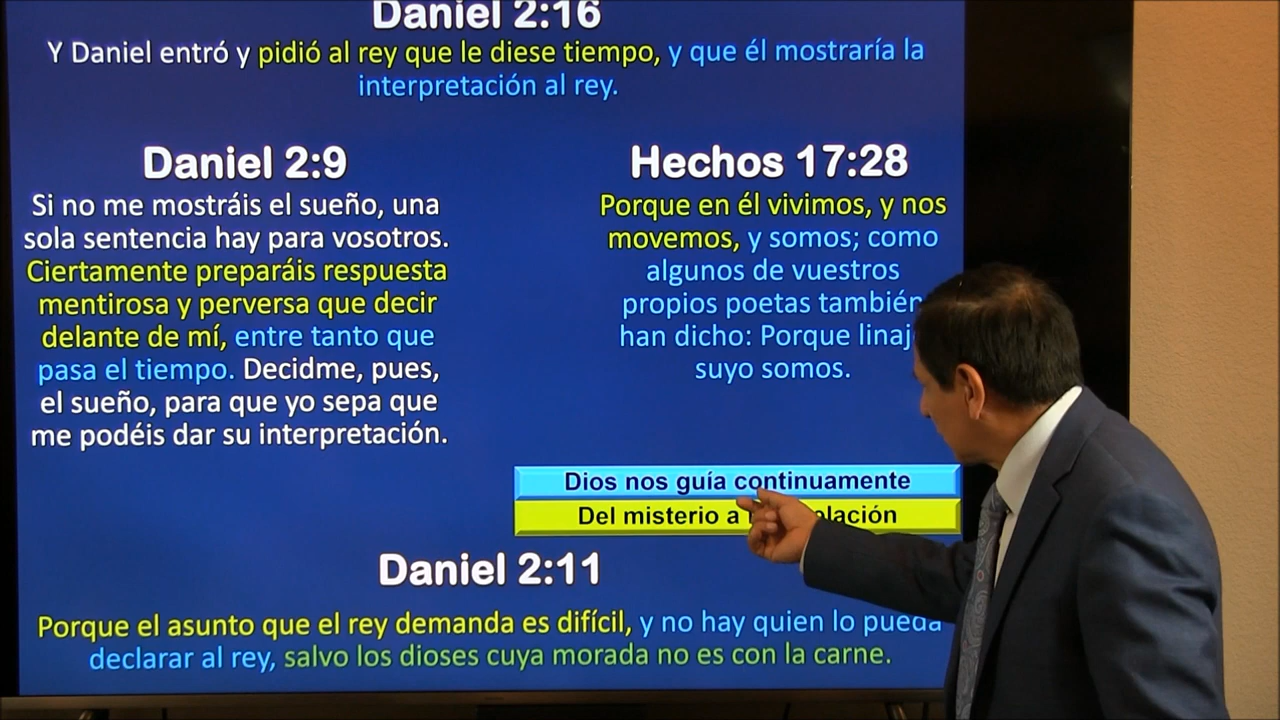 Daniel 2:16
Y Daniel entró y pidió al rey que le diese tiempo, y que él mostraría la
interpretación al rey.
Daniel 2:9
Si no me mostráis el sueño, una
sola sentencia hay para vosotros.
Ciertamente preparáis respuesta
mentirosa y perversa que decir
delante de mí, entre tanto que
pasa el tiempo. Decidme, pues,
el sueño, para que yo sepa que
me podéis dar su interpretación.
Hechos 17:28
Porque en él vivimos, y nos
movemos, y somos; como
algunos de vuestros
propios poetas también
han dicho: Porque
suyo somos.
Dios nos guía continuamente
Del misterio a
Daniel 2:11
Porque el asunto que el rey demanda es difícil, y no hay quien lo pueda
declarar al rey, salvo los dioses cuya morada no es con la carne.